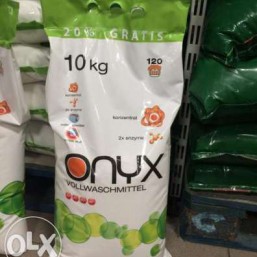 20% GRATIS
10 kg
120
konzentrat
2x enzyme
onyx
VOLLWASCHMITTEL
OLX